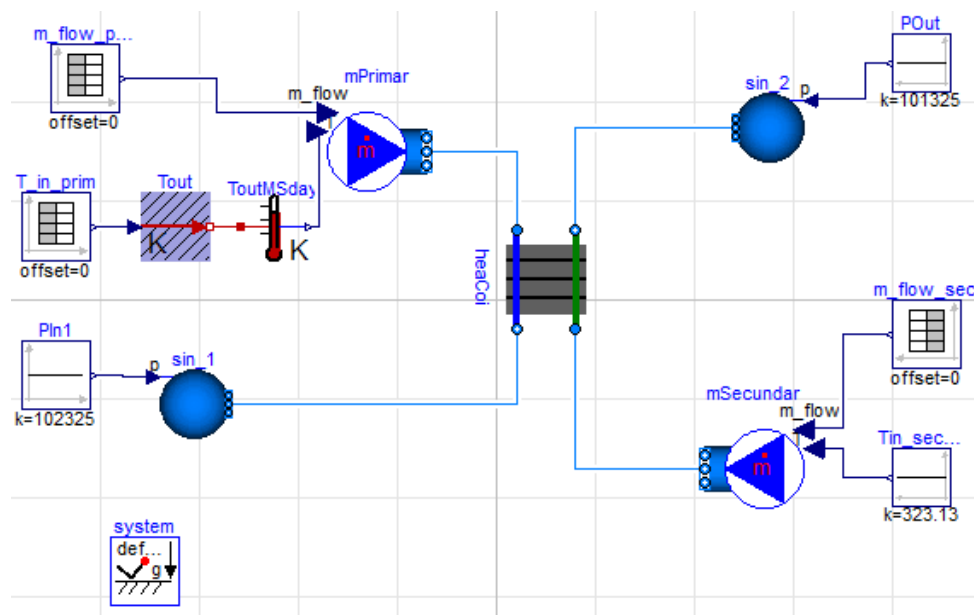 m_flow_p...
offset=0
mPrimar
m_flow
ṁ
T_in_prim
offset=0
Tout
K
ToutMSday
K
PIn1
k=102325
p
sin_1
heaCoi
POut
k=101325
p
sin_2
m_flow_sec
offset=0
mSecundar
m_flow
ṁ
Tin_sec...
k=323.13
system
def...
g